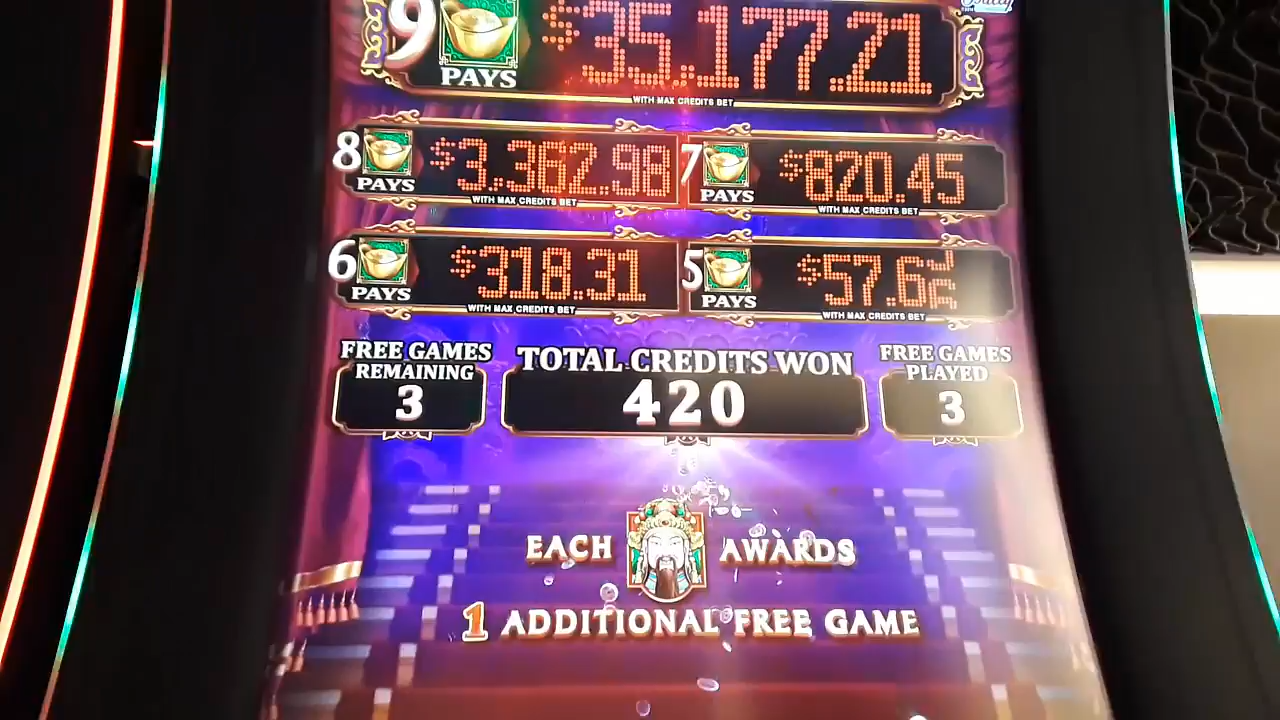 9 $35,177.21
PAYS
WITH MAX CREDITS BET
8 $3,382.98 7 $820.45
PAYS PAYS
WITH MAX CREDITS BET WITH MAX CREDITS BET
6 $318.31 5 $57.6
PAYS PAYS
WITH MAX CREDITS BET WITH MAX CREDITS BET
FREE GAMES REMAINING
3
TOTAL CREDITS WON
420
FREE GAMES PLAYED
3
EACH AWARDS
1 ADDITIONAL FREE GAME